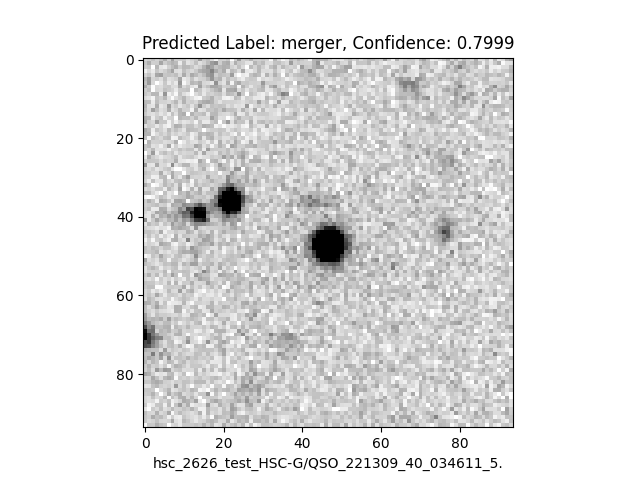 Predicted Label: merger, Confidence: 0.7999
0
20
40
60
80
0 20 40 60 80
hsc_2626_test_HSC-G/QSO_221309_40_034611_5.